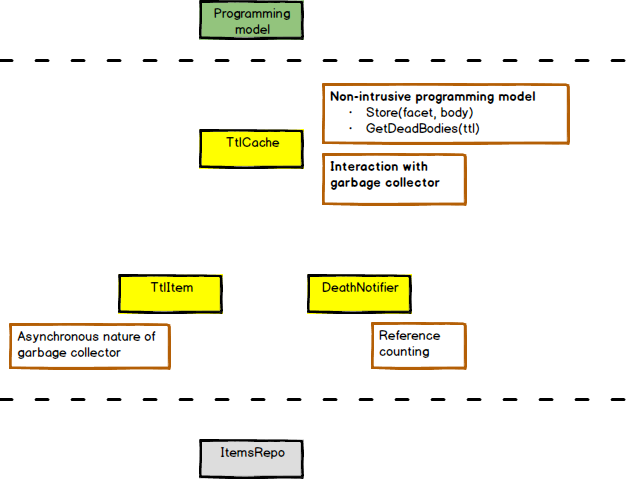 Programming
model
Non-intrusive programming model
· Store(facet, body)
· GetDeadBodies(ttl)
TtlCache
Interaction with
garbage collector
TtlItem
DeathNotifier
Asynchronous nature of
garbage collector
Reference
counting
ItemsRepo